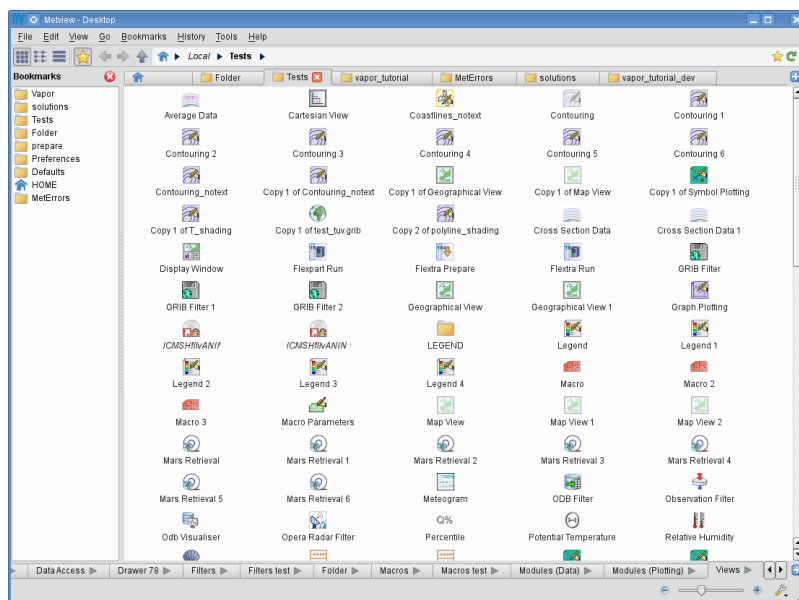 Metview - Desktop
File Edit View Go Bookmarks History Tools Help
Local Tests
Bookmarks
Folder Tests vapor_tutorial MetErrors solutions vapor_tutorial_dev
Vapor
solutions
Tests
Folder
prepare
Preferences
Defaults
HOME
MetErrors
Average Data Cartesian View Coastlines_notext Contouring Contouring 1
Contouring 2 Contouring 3 Contouring 4 Contouring 5 Contouring 6
Contouring_notext Copy 1 of Contouring_notext Copy 1 of Geographical View Copy 1 of Map View Copy 1 of Symbol Plotting
Copy 1 of T_shading Copy 1 of test_tuv.grib Copy 2 of polyline_shading Cross Section Data Cross Section Data 1
Display Window Flexpart Run Flextra Prepare Flextra Run GRIB Filter
GRIB Filter 1 GRIB Filter 2 Geographical View Geographical View 1 Graph Plotting
LEGEND Legend Legend 1
Legend 2 Legend 3 Legend 4 Macro Macro 2
Macro 3 Macro Parameters Map View Map View 1 Map View 2
Mars Retrieval Mars Retrieval 1 Mars Retrieval 2 Mars Retrieval 3 Mars Retrieval 4
Mars Retrieval 5 Mars Retrieval 6 Meteogram ODB Filter Observation Filter
Q%
Odb Visualiser Opera Radar Filter Percentile Potential Temperature Relative Humidity
Data Access Drawer 78 Filters Filters test Folder Macros Macros test Modules (Data) Modules (Plotting) Views